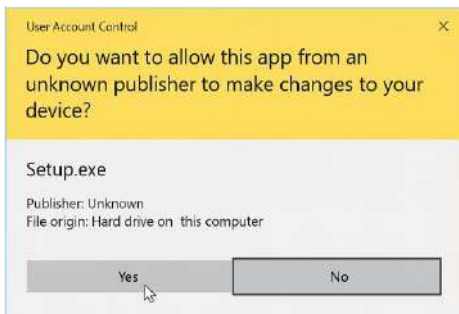 User Account Control
Do you want to allow this app from an
unknown publisher to make changes to your
device?
Setup.exe
Publisher: Unknown
File origin: Hard drive on this computer
Yes
No